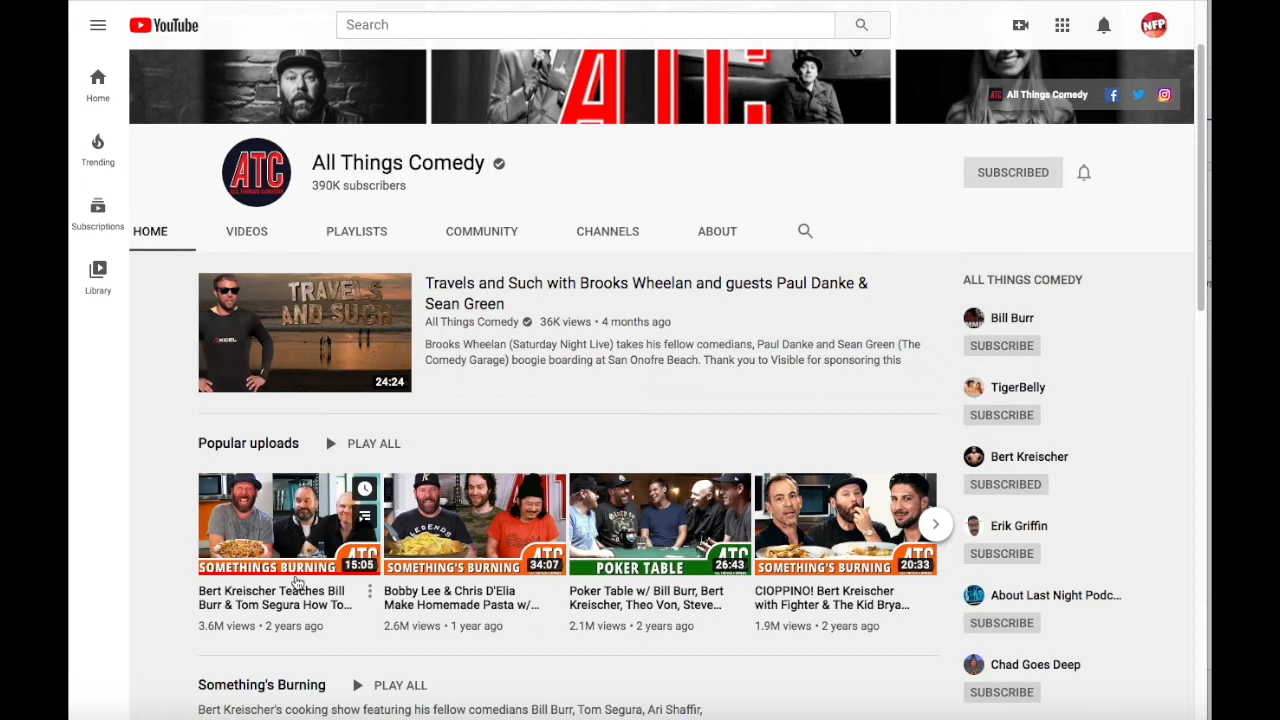 YouTube
Search
NFP
Home
Trending
Subscriptions
Library
ATC
ATC All Things Comedy
ATC
ALL THINGS COMEDY
All Things Comedy
390K subscribers
SUBSCRIBED
HOME VIDEOS PLAYLISTS COMMUNITY CHANNELS ABOUT
TRAVELS
AND SUCH
XCEL
24:24
Travels and Such with Brooks Wheelan and guests Paul Danke &
Sean Green
All Things Comedy 36K views • 4 months ago
Brooks Wheelan (Saturday Night Live) takes his fellow comedians, Paul Danke and Sean Green (The
Comedy Garage) boogie boarding at San Onofre Beach. Thank you to Visible for sponsoring this
Popular uploads PLAY ALL
SOMETHINGS BURNING ATC 15:05
Bert Kreischer Teaches Bill
Burr & Tom Segura How To...
3.6M views • 2 years ago
LEGENDS
SOMETHING'S BURNING ATC 34:07
Bobby Lee & Chris D'Elia
Make Homemade Pasta w/...
2.6M views • 1 year ago
POKER TABLE ATC 26:43
Poker Table w/ Bill Burr, Bert
Kreischer, Theo Von, Steve...
2.1M views • 2 years ago
SOMETHING'S BURNING ATC 20:33
CIOPPINO! Bert Kreischer
with Fighter & The Kid Brya...
1.9M views • 2 years ago
Something's Burning PLAY ALL
Bert Kreischer's cooking show featuring his fellow comedians Bill Burr, Tom Segura, Ari Shaffir,
ALL THINGS COMEDY
Bill Burr
SUBSCRIBE
TigerBelly
SUBSCRIBE
Bert Kreischer
SUBSCRIBED
Erik Griffin
SUBSCRIBE
About Last Night Podc...
SUBSCRIBE
Chad Goes Deep
SUBSCRIBE